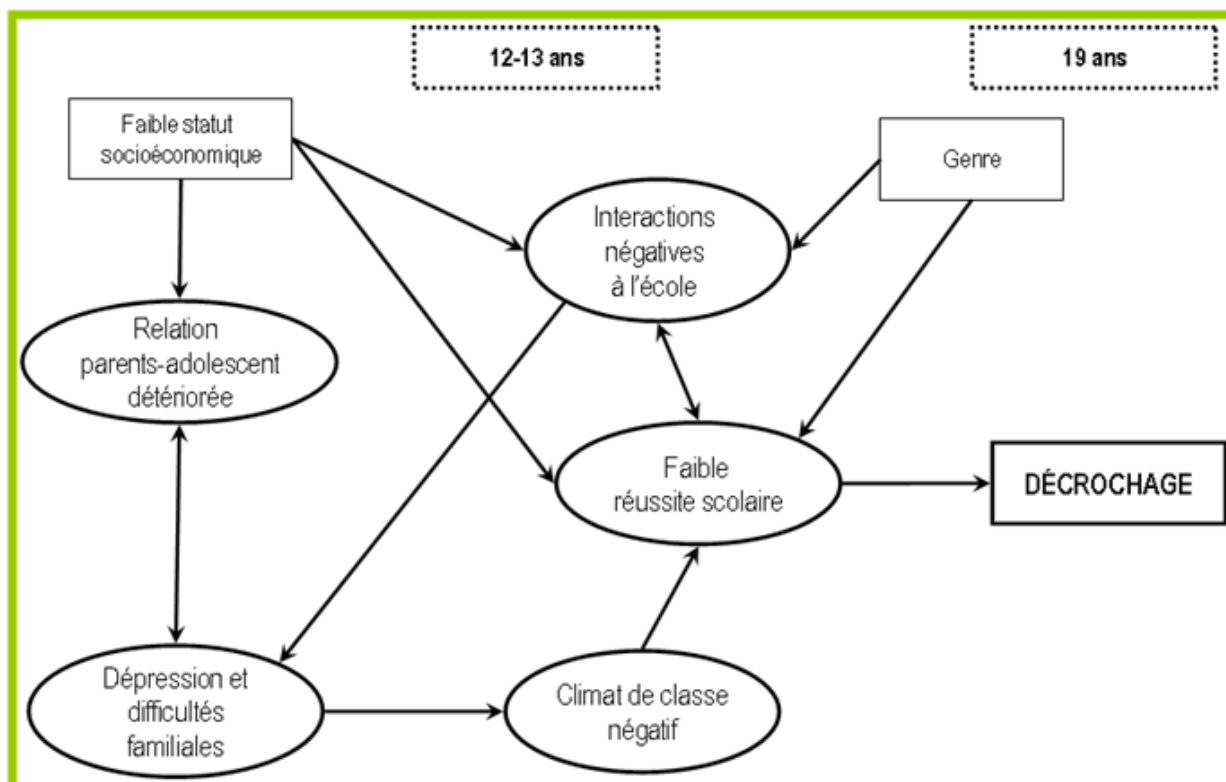 12-13 ans
19 ans
Faible statut
socioéconomique
Genre
Interactions
négatives
à l'école
Relation
parents-adolescent
détériorée
Faible
réussite scolaire
DÉCROCHAGE
Dépression et
difficultés
familiales
Climat de classe
négatif